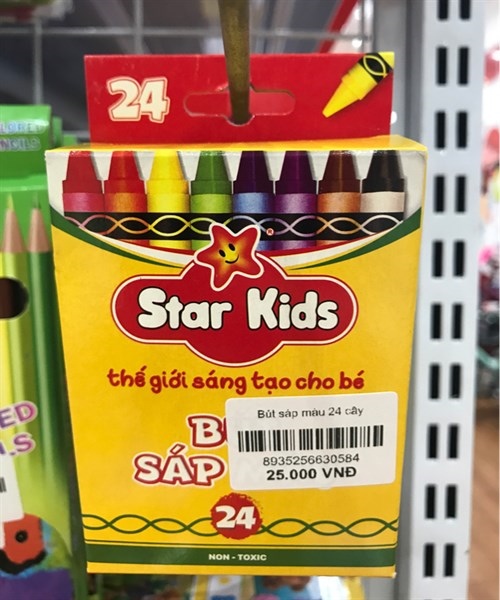 24
Star Kids
thế giới sáng tạo cho bé
Bút sáp màu 24 cây
8935256630584
25.000 VNĐ
SÁP
24
NON - TOXIC